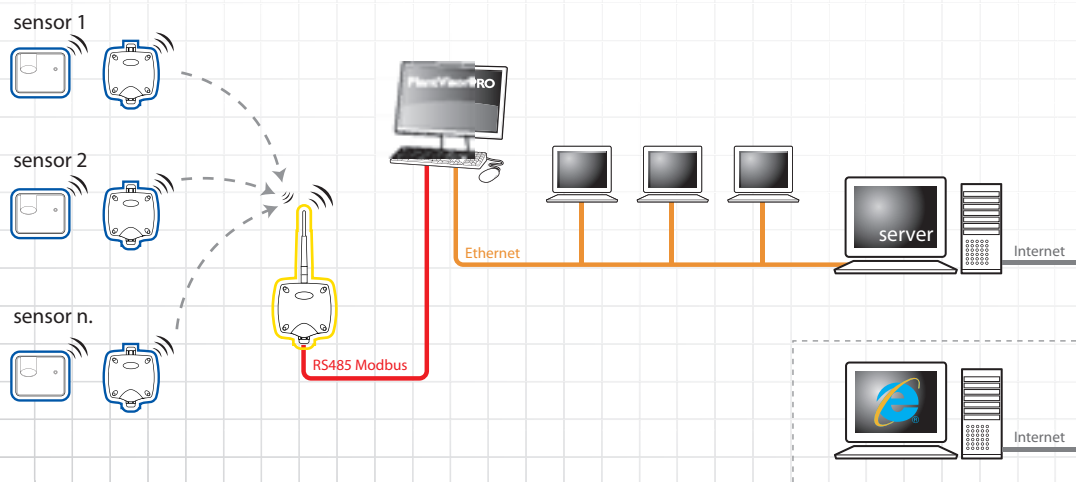 sensor 1
PRO
sensor 2
server
Ethernet
Internet
sensor n.
RS485 Modbus
Internet